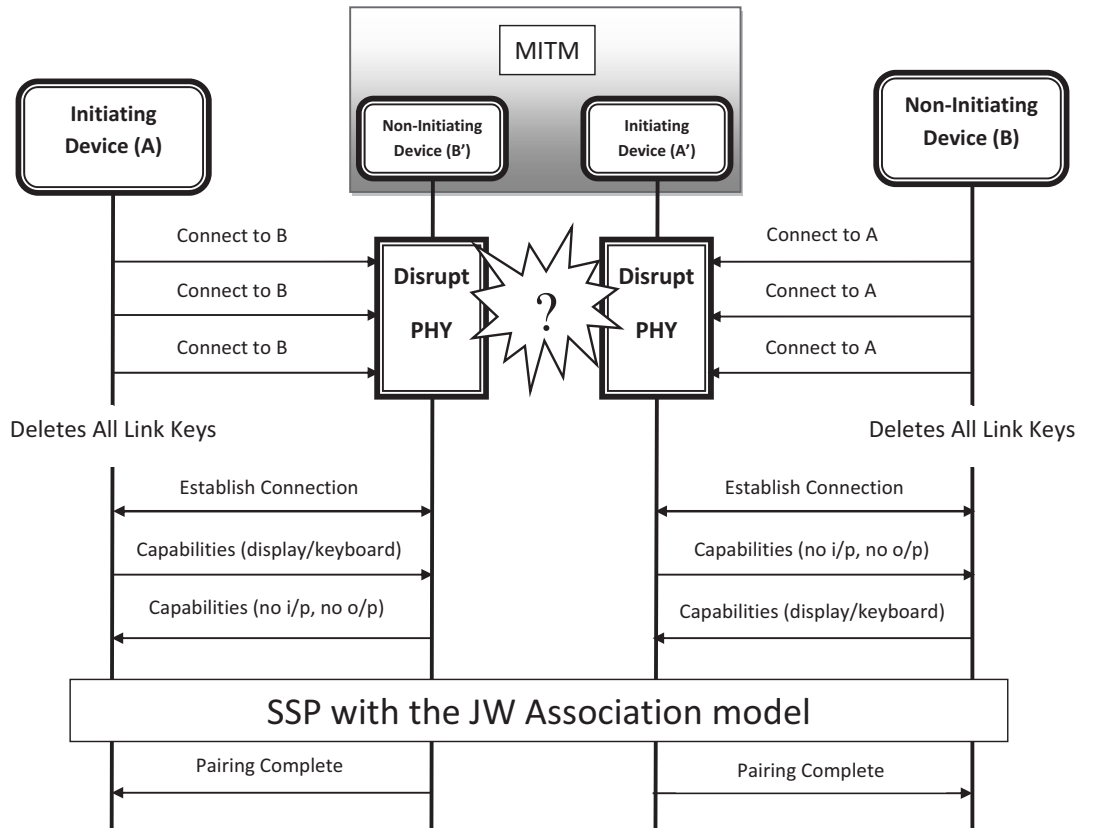 MITM
Initiating
Device (A)
Non-Initiating
Device (B’)
Initiating
Device (A’)
Non-Initiating
Device (B)
Connect to B
Connect to A
Disrupt
PHY
?
Disrupt
PHY
Connect to B
Connect to A
Connect to B
Connect to A
Deletes All Link Keys
Deletes All Link Keys
Establish Connection
Establish Connection
Capabilities (display/keyboard)
Capabilities (no i/p, no o/p)
Capabilities (no i/p, no o/p)
Capabilities (display/keyboard)
SSP with the JW Association model
Pairing Complete
Pairing Complete